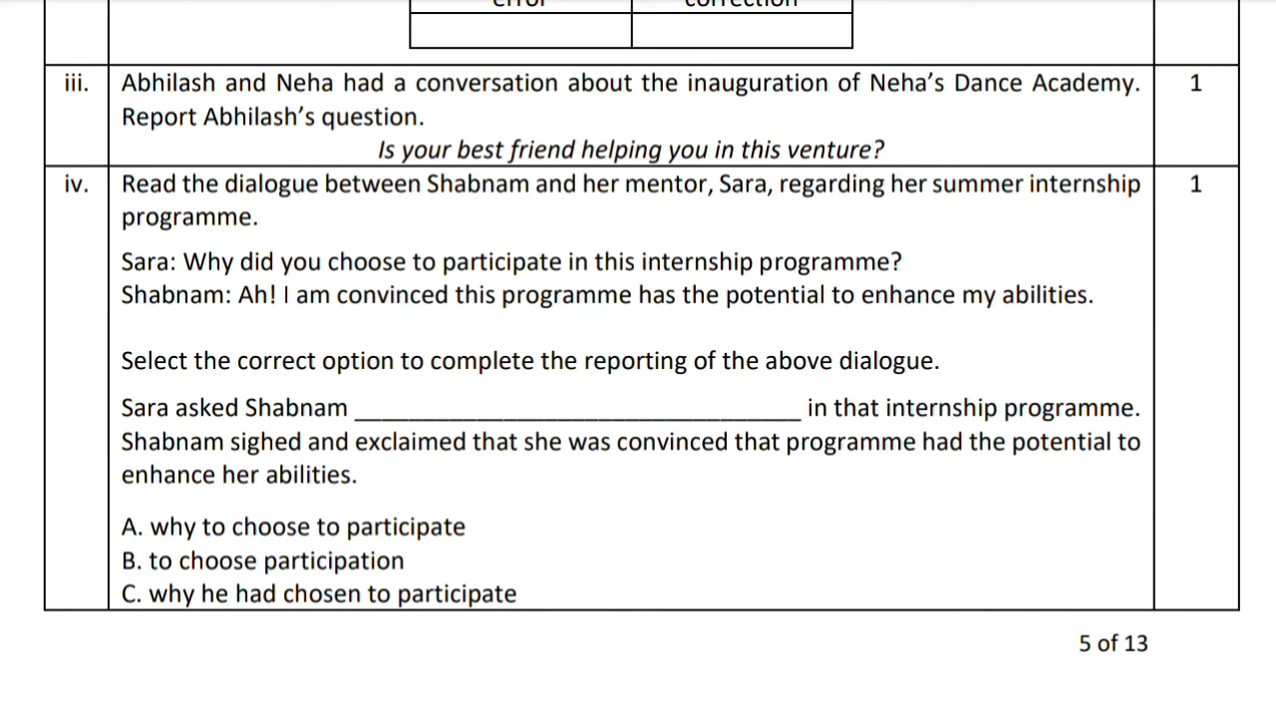 error correction
iii. Abhilash and Neha had a conversation about the inauguration of Neha’s Dance Academy. 1
Report Abhilash’s question.
Is your best friend helping you in this venture?
iv. Read the dialogue between Shabnam and her mentor, Sara, regarding her summer internship 1
programme.
Sara: Why did you choose to participate in this internship programme?
Shabnam: Ah! I am convinced this programme has the potential to enhance my abilities.
Select the correct option to complete the reporting of the above dialogue.
Sara asked Shabnam _________________________________ in that internship programme.
Shabnam sighed and exclaimed that she was convinced that programme had the potential to
enhance her abilities.
A. why to choose to participate
B. to choose participation
C. why he had chosen to participate
5 of 13